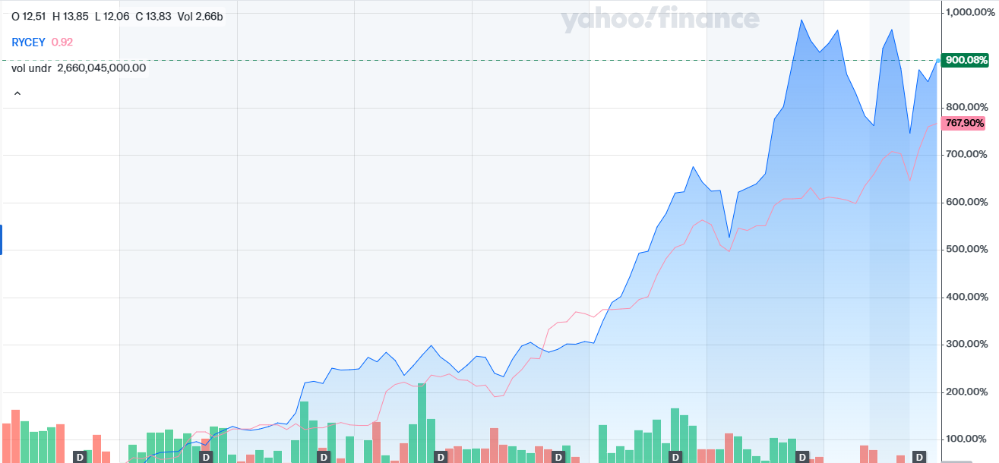 O 12.51 H 13.85 L 12.06 C 13.83 Vol 2.66b
RYCEY 0.92
vol undr 2,660,045,000.00
yahoo!finance
1,000.00%
900.08%
800.00%
767.90%
700.00%
600.00%
500.00%
400.00%
300.00%
200.00%
100.00%
D D D D D D D D